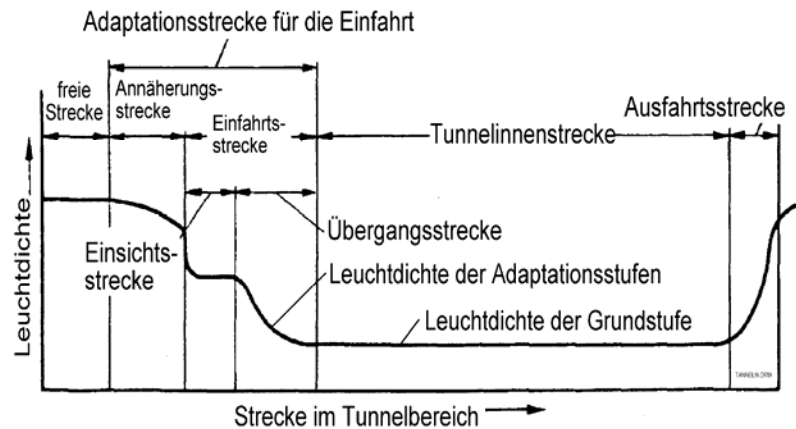 Adaptationsstrecke für die Einfahrt
freie
Strecke
Annäherungs-
strecke
Einfahrts-
strecke
Tunnelinnenstrecke
Ausfahrtsstrecke
Leuchtdichte
Einsichts-
strecke
Übergangsstrecke
Leuchtdichte der Adaptationsstufen
Leuchtdichte der Grundstufe
Strecke im Tunnelbereich